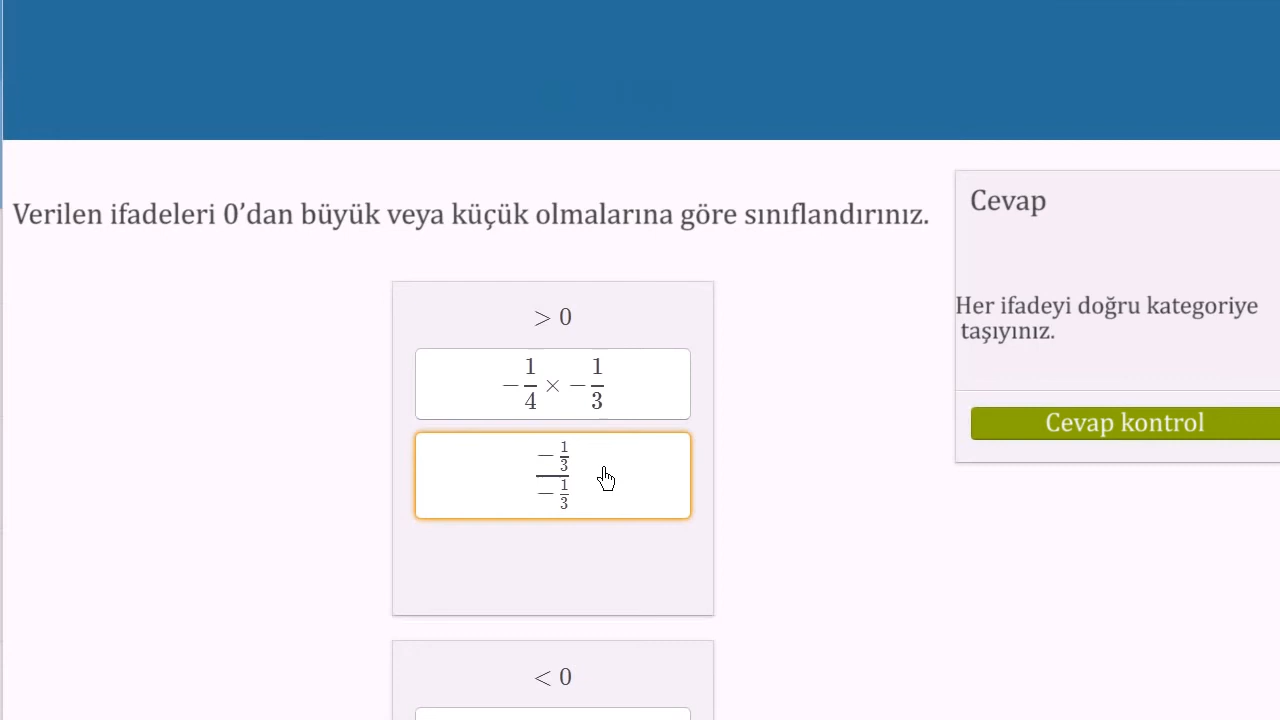 Verilen ifadeleri 0’dan büyük veya küçük olmalarına göre sınıflandırınız.
> 0
−1/4 × −1/3
(−1/3)/(−1/3)
< 0
Cevap
Her ifadeyi doğru kategoriye
taşıyınız.
Cevap kontrol